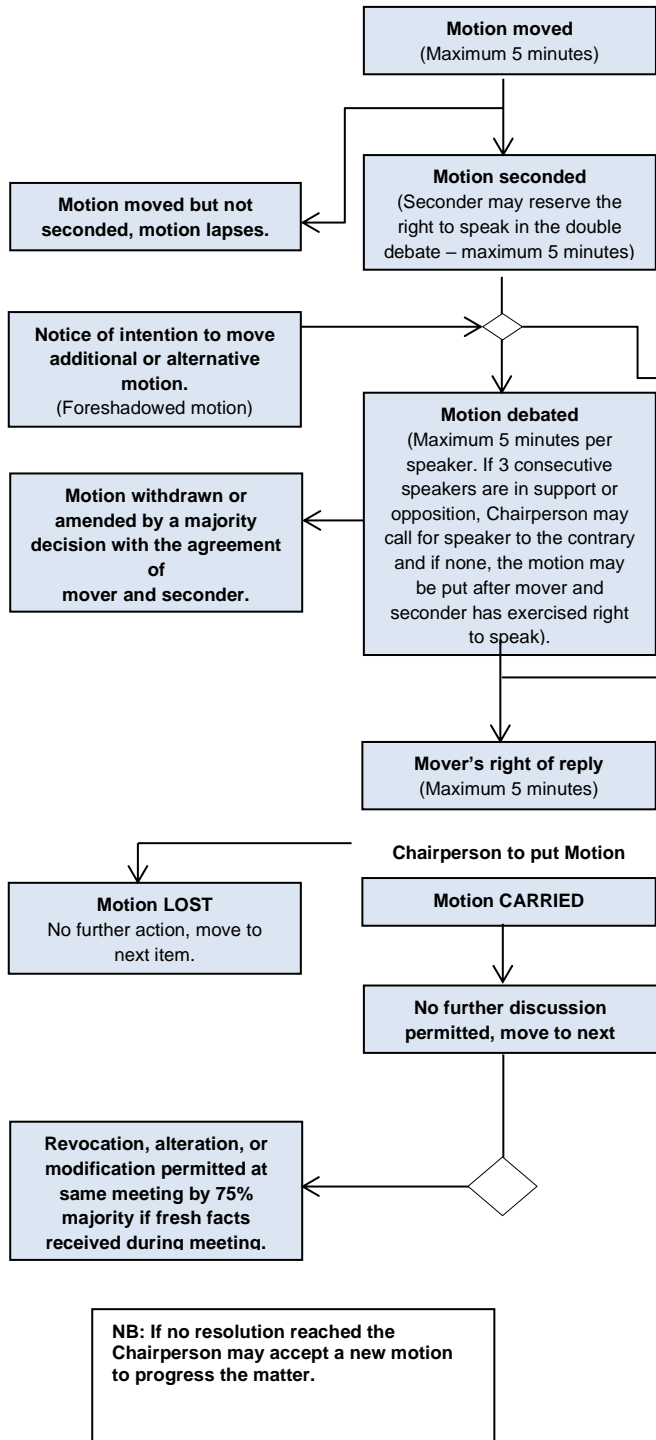 Motion moved
(Maximum 5 minutes)
Motion seconded
(Seconder may reserve the
right to speak in the double
debate – maximum 5 minutes)
Motion moved but not
seconded, motion lapses.
Notice of intention to move
additional or alternative
motion.
(Foreshadowed motion)
Motion debated
(Maximum 5 minutes per
speaker. If 3 consecutive
speakers are in support or
opposition, Chairperson may
call for speaker to the contrary
and if none, the motion may
be put after mover and
seconder has exercised right
to speak).
Motion withdrawn or
amended by a majority
decision with the agreement
of
mover and seconder.
Mover's right of reply
(Maximum 5 minutes)
Chairperson to put Motion
Motion LOST
No further action, move to
next item.
Motion CARRIED
No further discussion
permitted, move to next
Revocation, alteration, or
modification permitted at
same meeting by 75%
majority if fresh facts
received during meeting.
NB: If no resolution reached the
Chairperson may accept a new motion
to progress the matter.